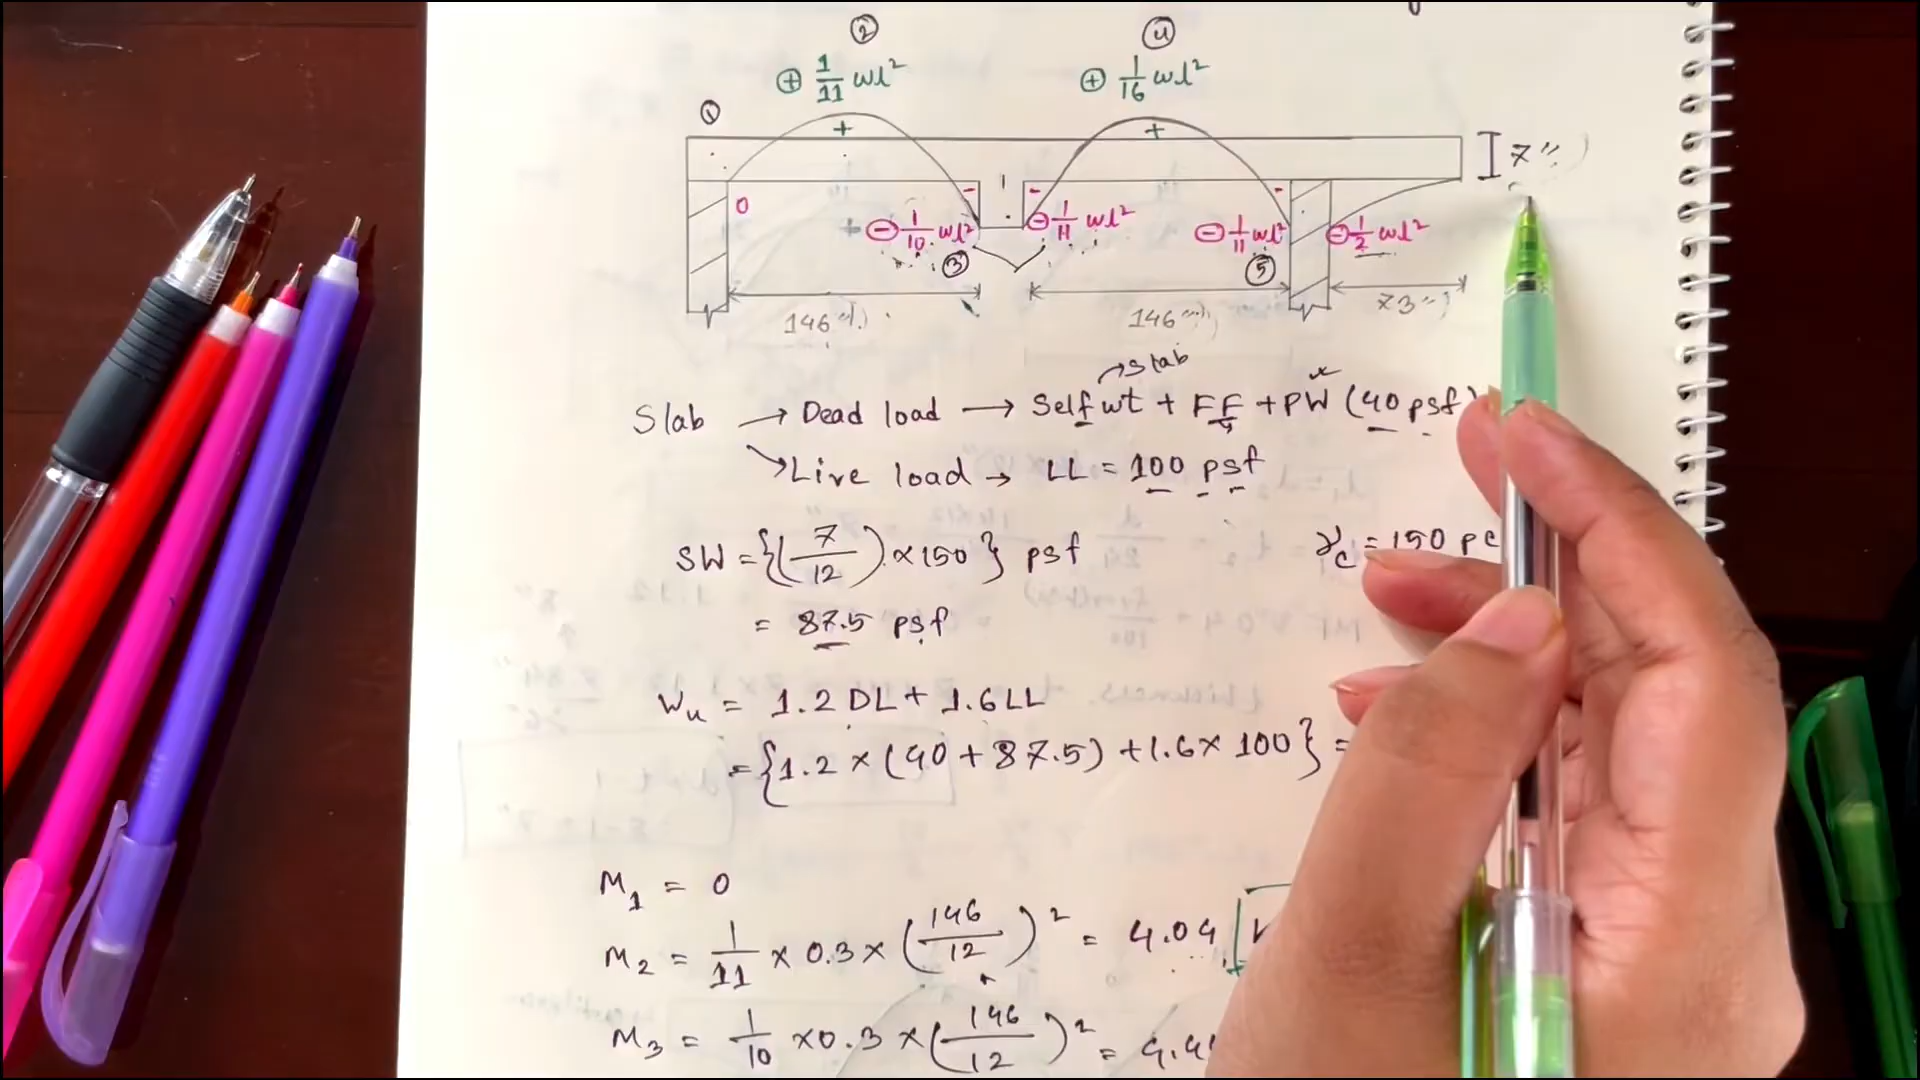 ② ④
⊕ 1/11 wl² ⊕ 1/16 wl²
①
+ +
7"
- - -
0 ⊖ 1/10 wl² ⊖ 1/11 wl² ⊖ 1/11 wl² ⊖ 1/2 wl²
③ ⑤
146" 146" 73"
Slab
Slab → Dead load → Self wt + FF + PW (40 psf)
Live load → LL = 100 psf
SW = {(7/12) × 150} psf γc = 150 pc
= 87.5 psf
Wu = 1.2 DL + 1.6 LL
= {1.2 × (40 + 87.5) + 1.6 × 100} =
M1 = 0
M2 = 1/11 × 0.3 × (146/12)² = 4.04
M3 = 1/10 × 0.3 × (146/12)² = 4.4